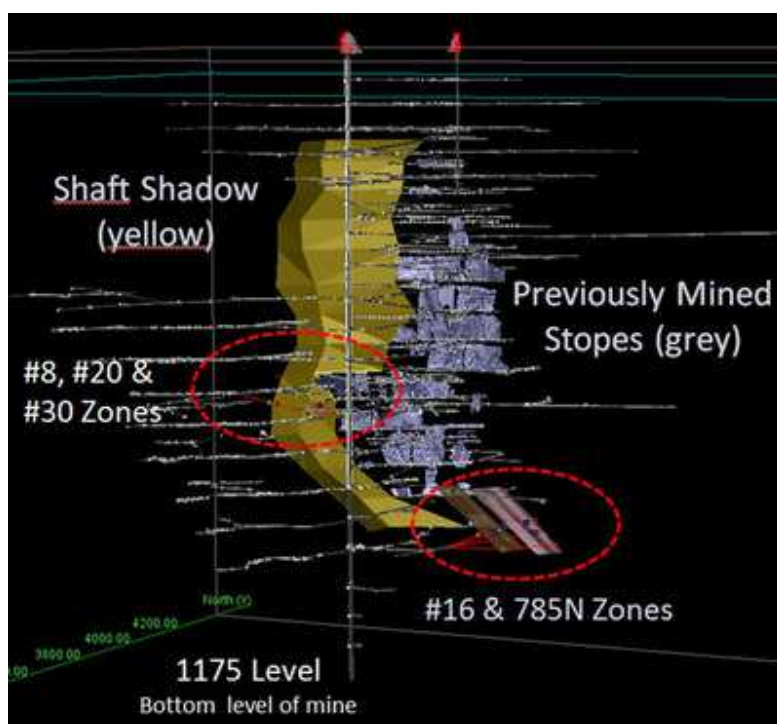 Shaft Shadow
(yellow)
Previously Mined
Stopes (grey)
#8, #20 &
#30 Zones
#16 & 785N Zones
North (Y)
4200.00
4000.00
3800.00
1175 Level
Bottom level of mine